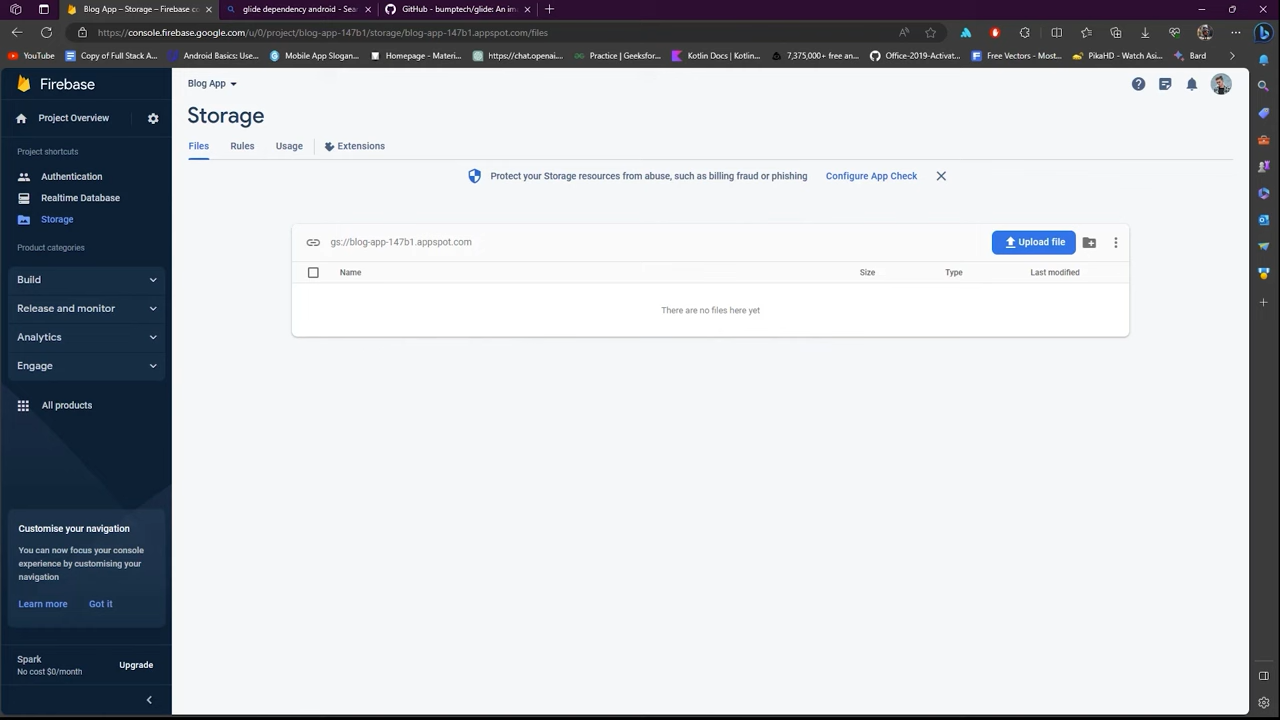 Blog App – Storage – Firebase co
glide dependency android - Sea
GitHub - bumptech/glide: An im
https://console.firebase.google.com/u/0/project/blog-app-147b1/storage/blog-app-147b1.appspot.com/files
YouTube
Copy of Full Stack A...
Android Basics: Use...
Mobile App Slogan...
Homepage - Materi...
https://chat.openai...
Practice | Geeksfor...
Kotlin Docs | Kotlin...
7,375,000+ free an...
Office-2019-Activat...
Free Vectors - Most...
PikaHD - Watch Asi...
Bard
Firebase
Blog App
Project Overview
Storage
Files
Rules
Usage
Extensions
Project shortcuts
Authentication
Realtime Database
Storage
Protect your Storage resources from abuse, such as billing fraud or phishing
Configure App Check
Product categories
Build
Release and monitor
Analytics
Engage
All products
gs://blog-app-147b1.appspot.com
Upload file
Name
Size
Type
Last modified
There are no files here yet
Customise your navigation
You can now focus your console
experience by customising your
navigation
Learn more
Got it
Spark
No cost $0/month
Upgrade